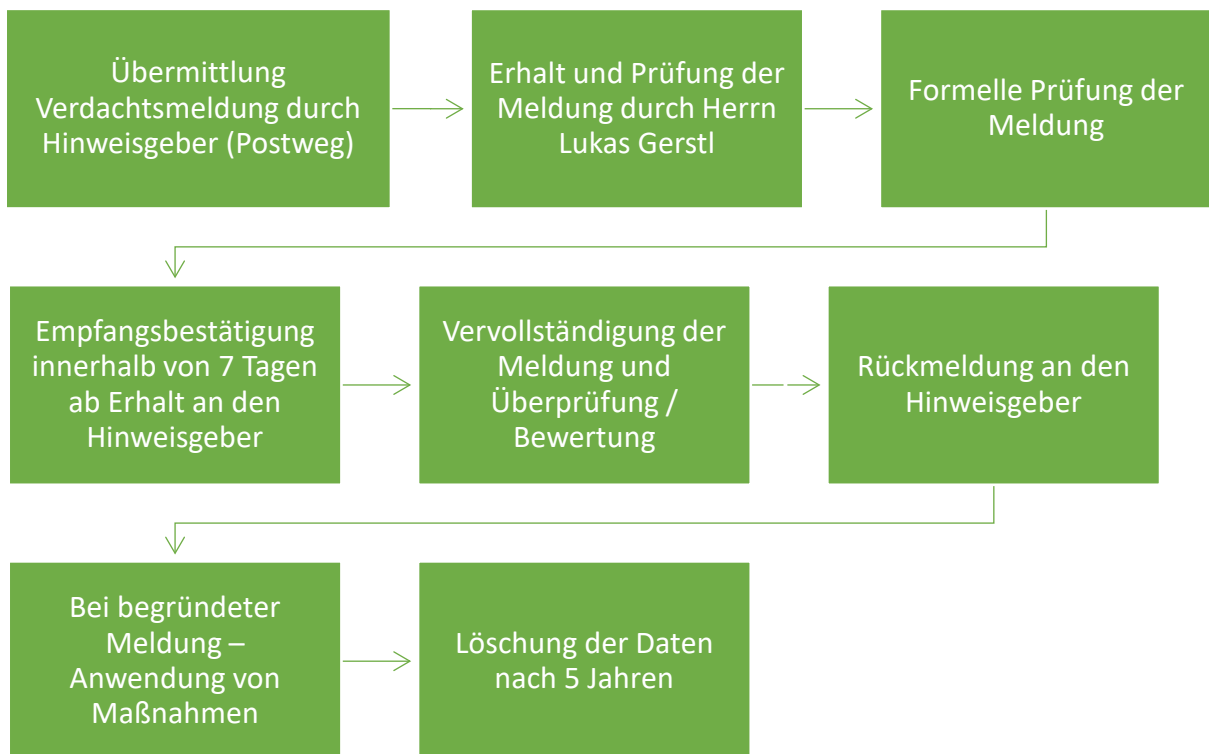 Übermittlung
Verdachtsmeldung durch
Hinweisgeber (Postweg)
Erhalt und Prüfung der
Meldung durch Herrn
Lukas Gerstl
Formelle Prüfung der
Meldung
Empfangsbestätigung
innerhalb von 7 Tagen
ab Erhalt an den
Hinweisgeber
Vervollständigung der
Meldung und
Überprüfung /
Bewertung
Rückmeldung an den
Hinweisgeber
Bei begründeter
Meldung –
Anwendung von
Maßnahmen
Löschung der Daten
nach 5 Jahren